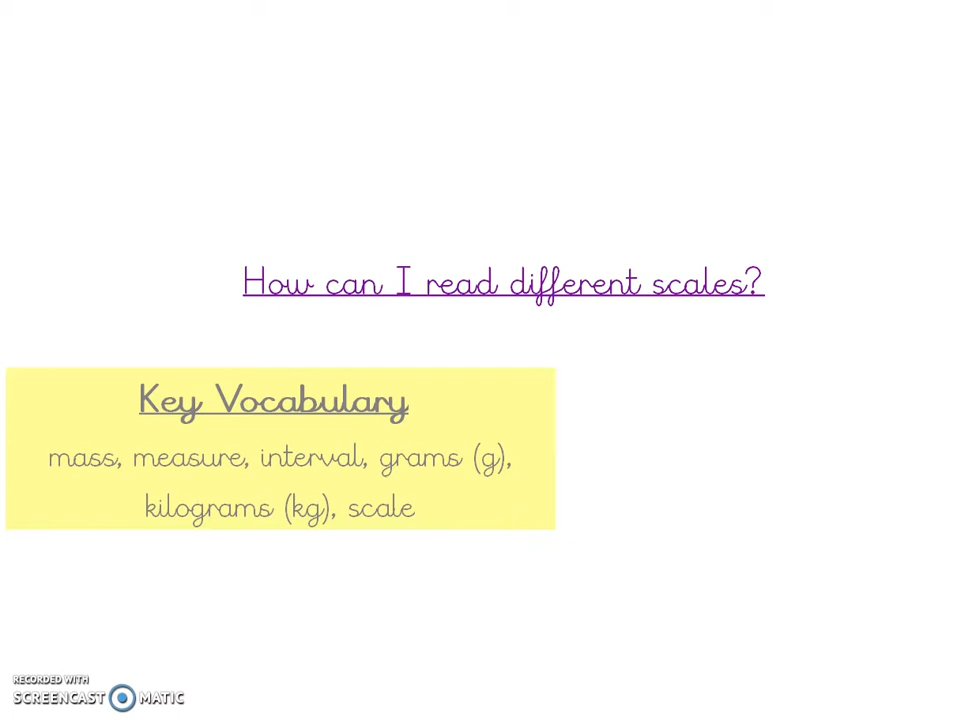 How can I read different scales?
Key Vocabulary
mass, measure, interval, grams (g),
kilograms (kg), scale
RECORDED WITH
SCREENCAST MATIC